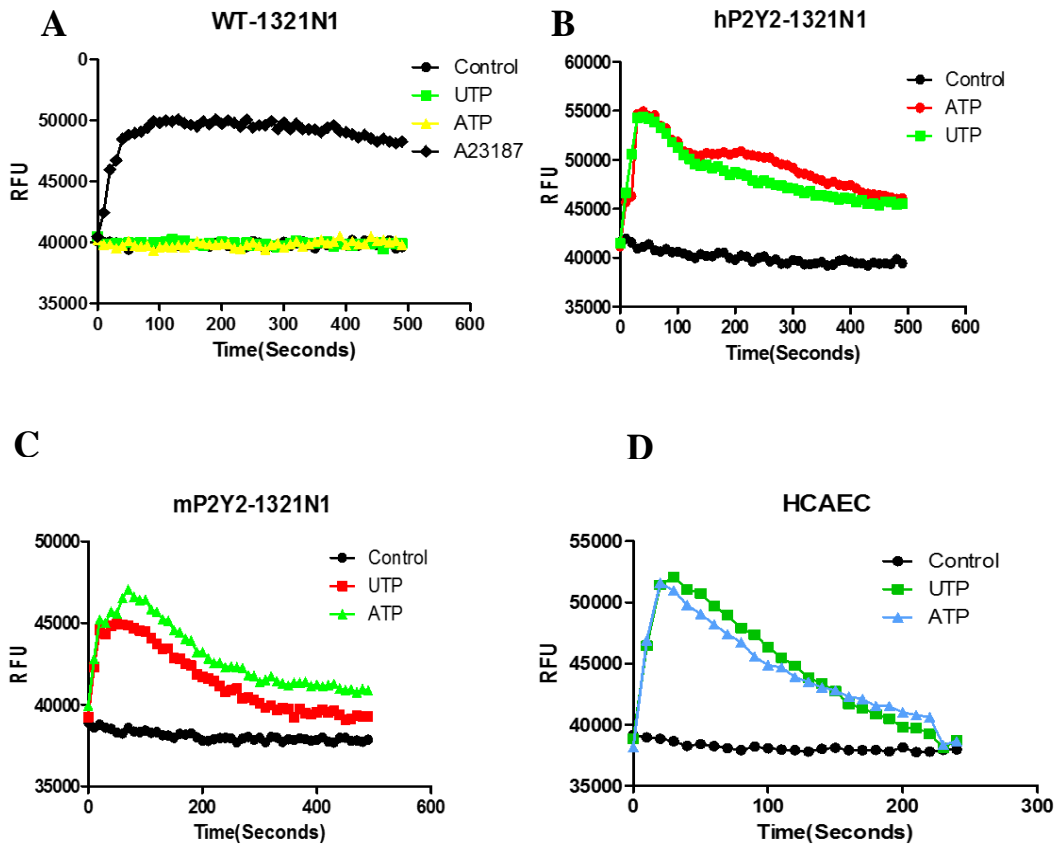 A
WT-1321N1
0
50000
45000
40000
35000
RFU
0 100 200 300 400 500 600
Time(Seconds)
Control
UTP
ATP
A23187
B
hP2Y2-1321N1
60000
55000
50000
45000
40000
35000
RFU
0 100 200 300 400 500 600
Time(Seconds)
Control
ATP
UTP
C
mP2Y2-1321N1
50000
45000
40000
35000
RFU
0 200 400 600
Time(Seconds)
Control
UTP
ATP
D
HCAEC
55000
50000
45000
40000
35000
RFU
0 100 200 300
Time(Seconds)
Control
UTP
ATP